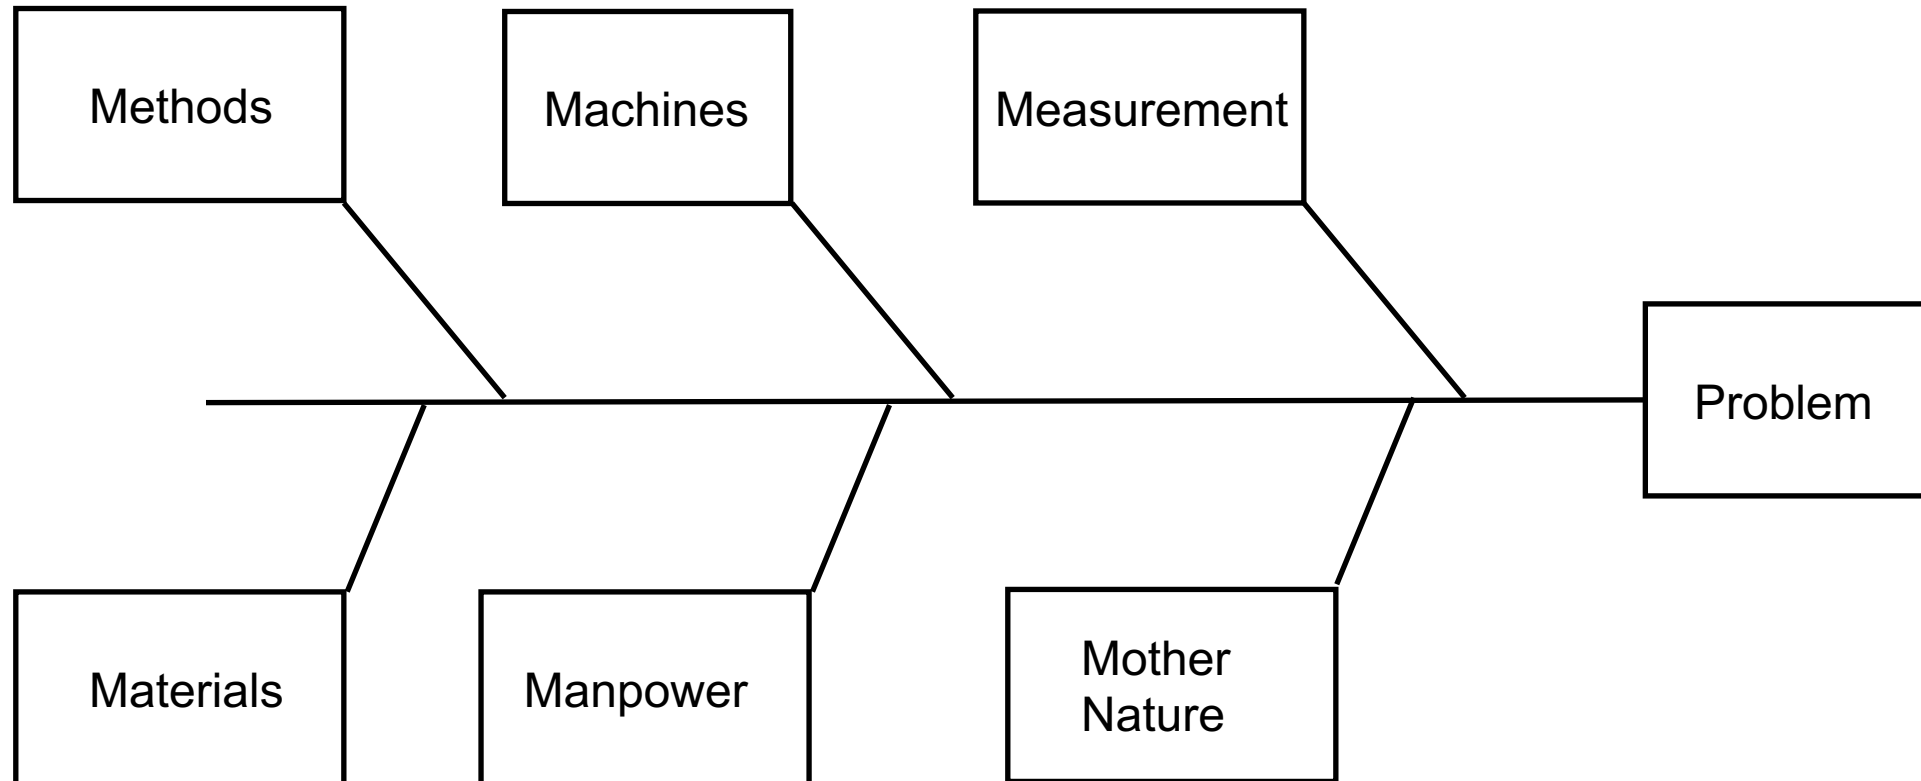 Methods
Machines
Measurement
Problem
Materials
Manpower
Mother
Nature